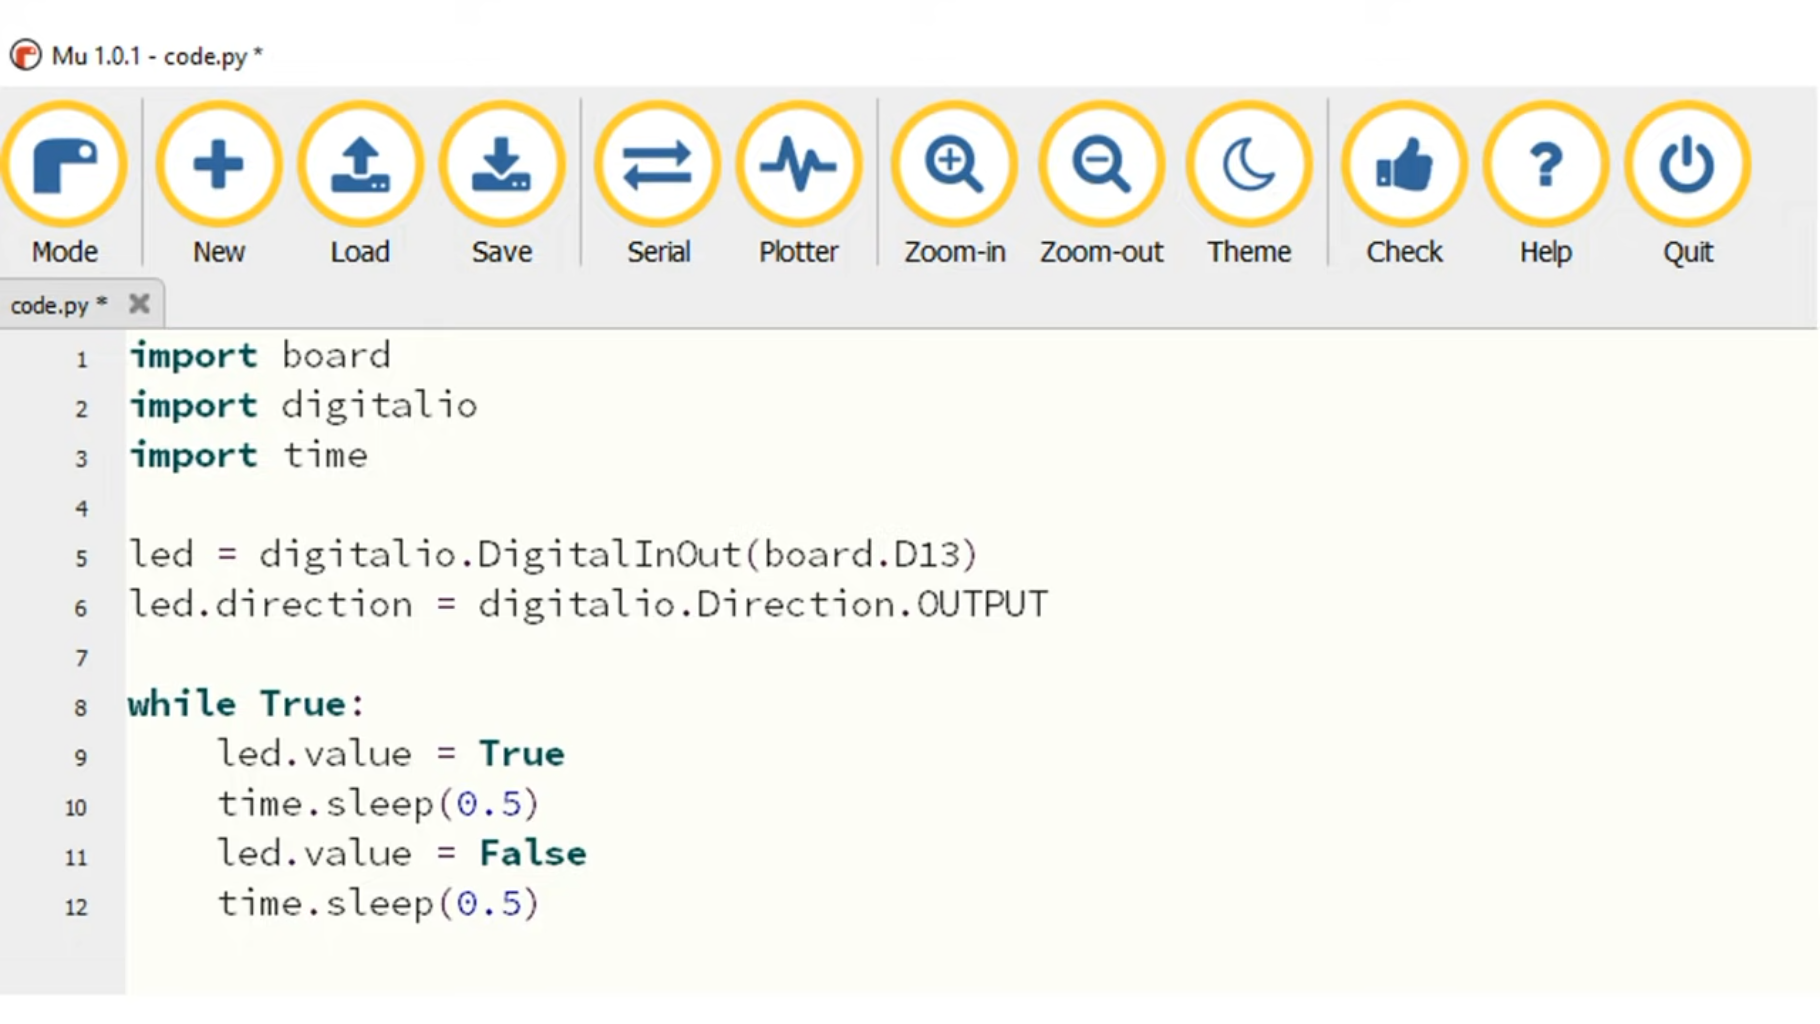 Mu 1.0.1 - code.py *
Mode New Load Save Serial Plotter Zoom-in Zoom-out Theme Check Help Quit
code.py *
1 import board
2 import digitalio
3 import time
4
5 led = digitalio.DigitalInOut(board.D13)
6 led.direction = digitalio.Direction.OUTPUT
7
8 while True:
9     led.value = True
10     time.sleep(0.5)
11     led.value = False
12     time.sleep(0.5)